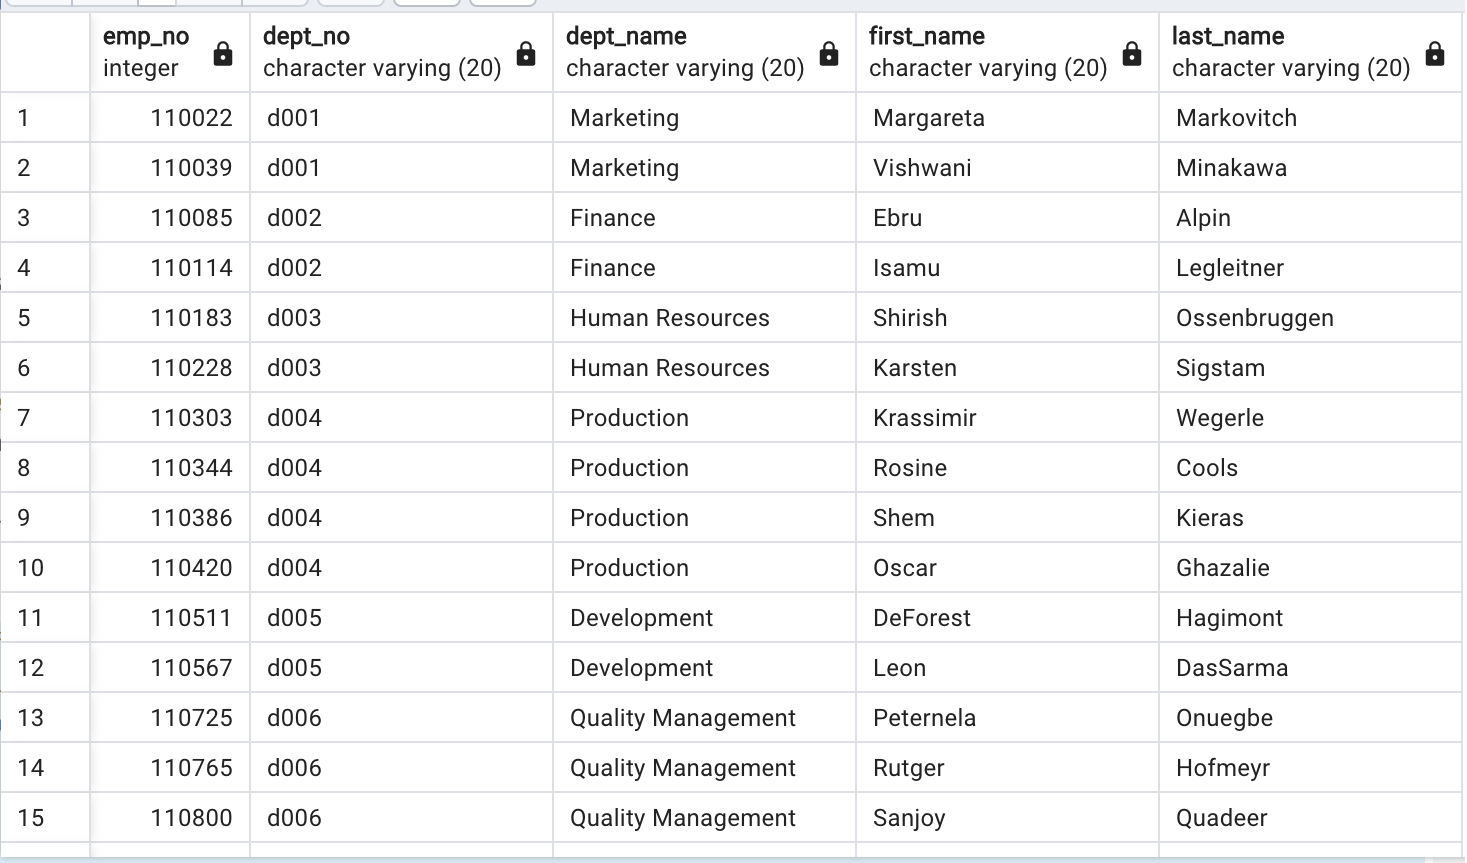 emp_no dept_no dept_name first_name last_name
integer character varying (20) character varying (20) character varying (20) character varying (20)
1 110022 d001 Marketing Margareta Markovitch
2 110039 d001 Marketing Vishwani Minakawa
3 110085 d002 Finance Ebru Alpin
4 110114 d002 Finance Isamu Legleitner
5 110183 d003 Human Resources Shirish Ossenbruggen
6 110228 d003 Human Resources Karsten Sigstam
7 110303 d004 Production Krassimir Wegerle
8 110344 d004 Production Rosine Cools
9 110386 d004 Production Shem Kieras
10 110420 d004 Production Oscar Ghazalie
11 110511 d005 Development DeForest Hagimont
12 110567 d005 Development Leon DasSarma
13 110725 d006 Quality Management Peternela Onuegbe
14 110765 d006 Quality Management Rutger Hofmeyr
15 110800 d006 Quality Management Sanjoy Quadeer